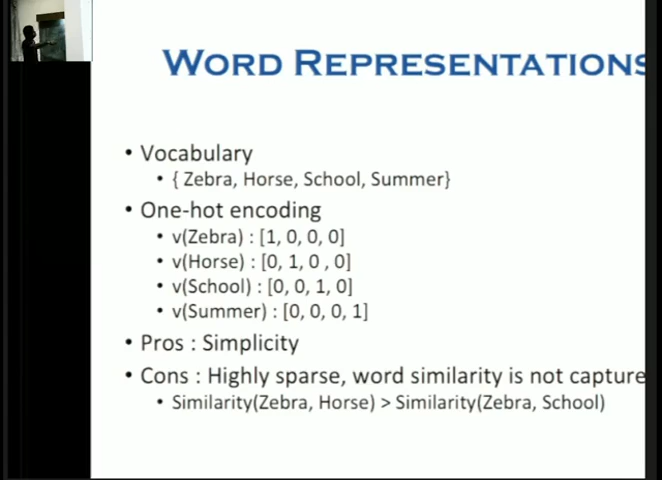 WORD REPRESENTATIONS
• Vocabulary
• { Zebra, Horse, School, Summer}
• One-hot encoding
• v(Zebra) : [1, 0, 0, 0]
• v(Horse) : [0, 1, 0 , 0]
• v(School) : [0, 0, 1, 0]
• v(Summer) : [0, 0, 0, 1]
• Pros : Simplicity
• Cons : Highly sparse, word similarity is not capture
• Similarity(Zebra, Horse) > Similarity(Zebra, School)